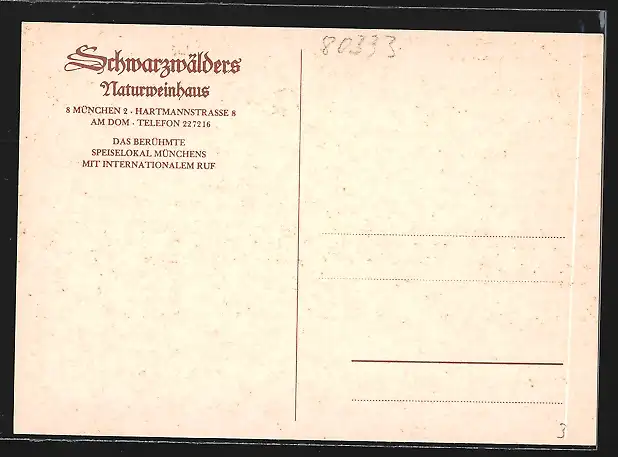 Schwarzwälders
Naturweinhaus
8 MÜNCHEN 2 · HARTMANNSTRASSE 8
AM DOM · TELEFON 227216
DAS BERÜHMTE
SPEISELOKAL MÜNCHENS
MIT INTERNATIONALEM RUF
80333
3